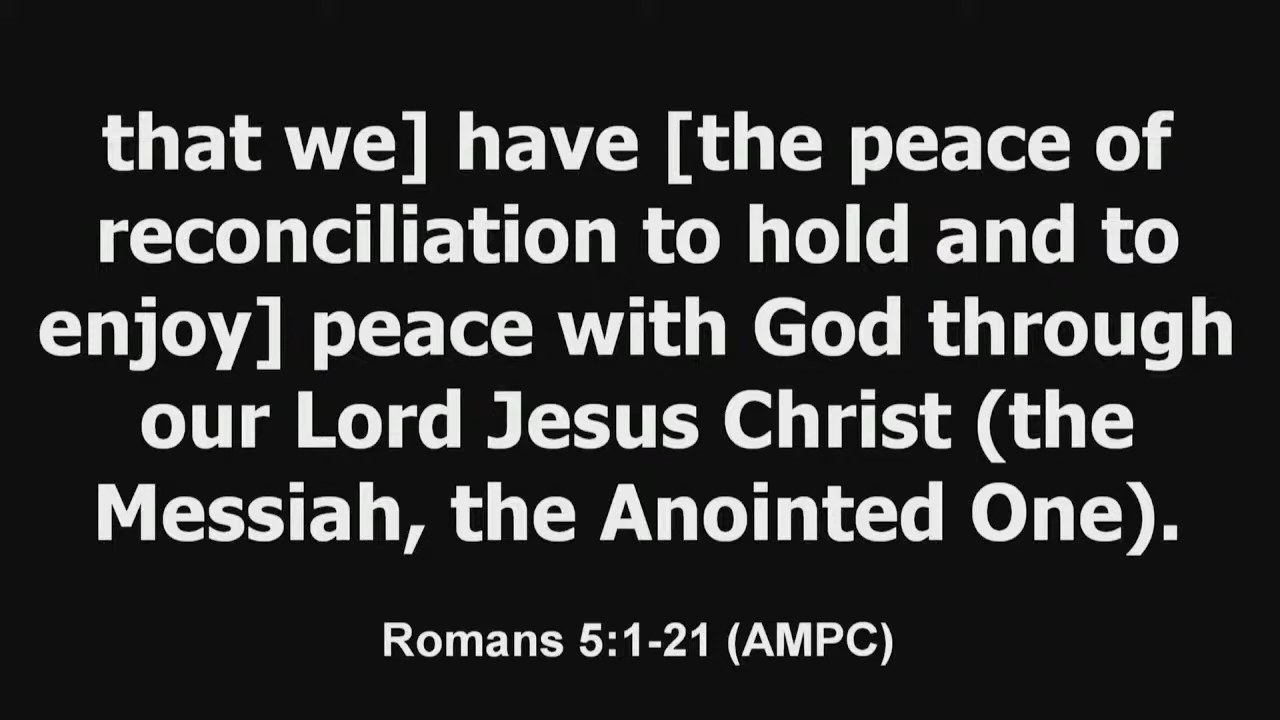 that we] have [the peace of
reconciliation to hold and to
enjoy] peace with God through
our Lord Jesus Christ (the
Messiah, the Anointed One).
Romans 5:1-21 (AMPC)